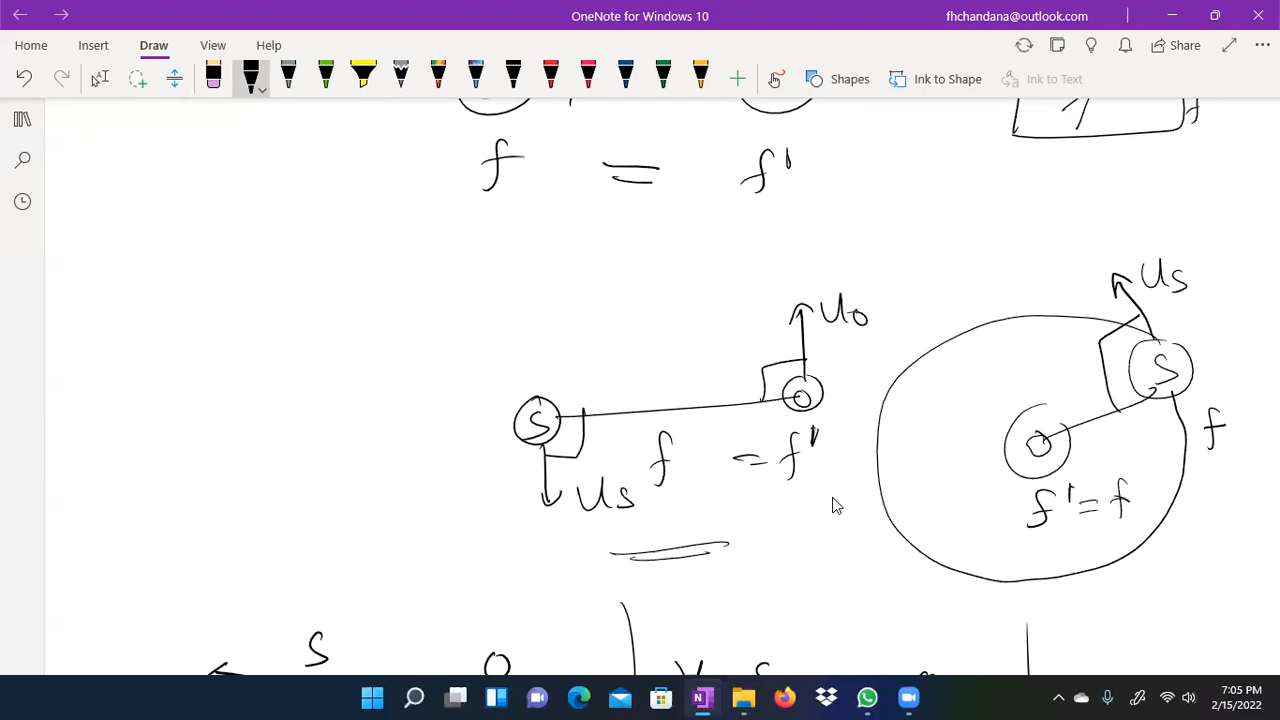 OneNote for Windows 10
fhchandana@outlook.com
Home
Insert
Draw
View
Help
Share
Shapes
Ink to Shape
Ink to Text
f = f'
Us
U0
S
S
O
O
f = f'
f
Us
f' = f
S
O
7:05 PM
2/15/2022